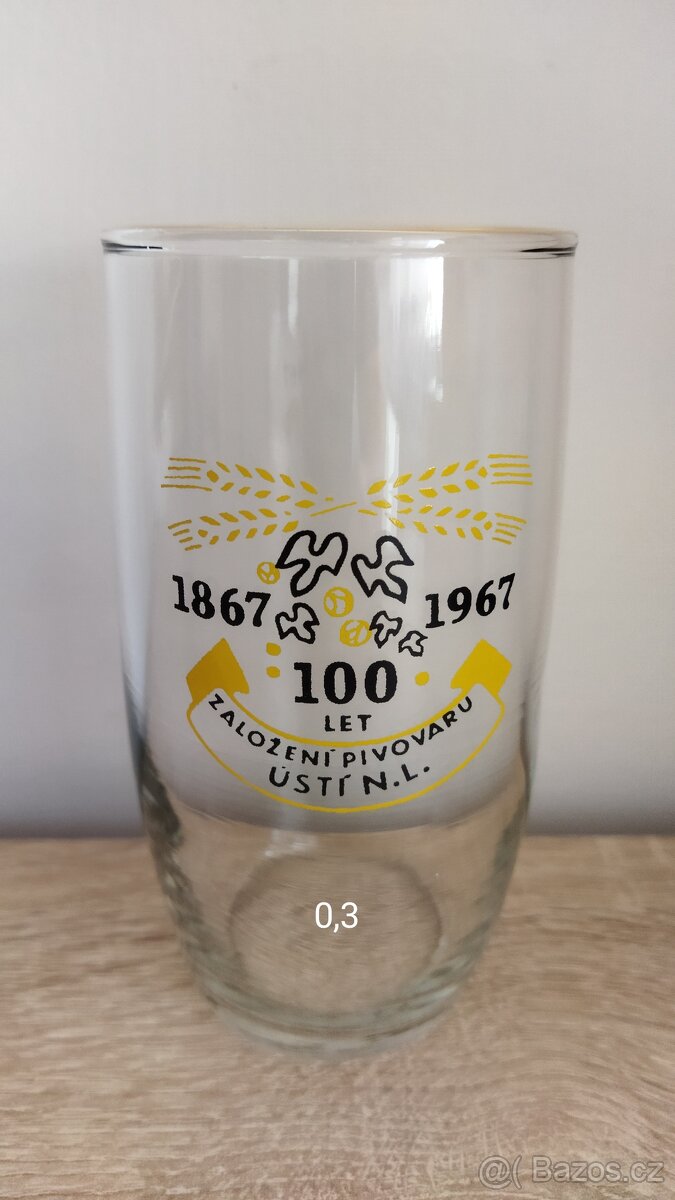 1867 1967
100
LET
ZALOŽENÍ PIVOVARU
ÚSTÍ N.L.
0,3
@( Bazos.cz